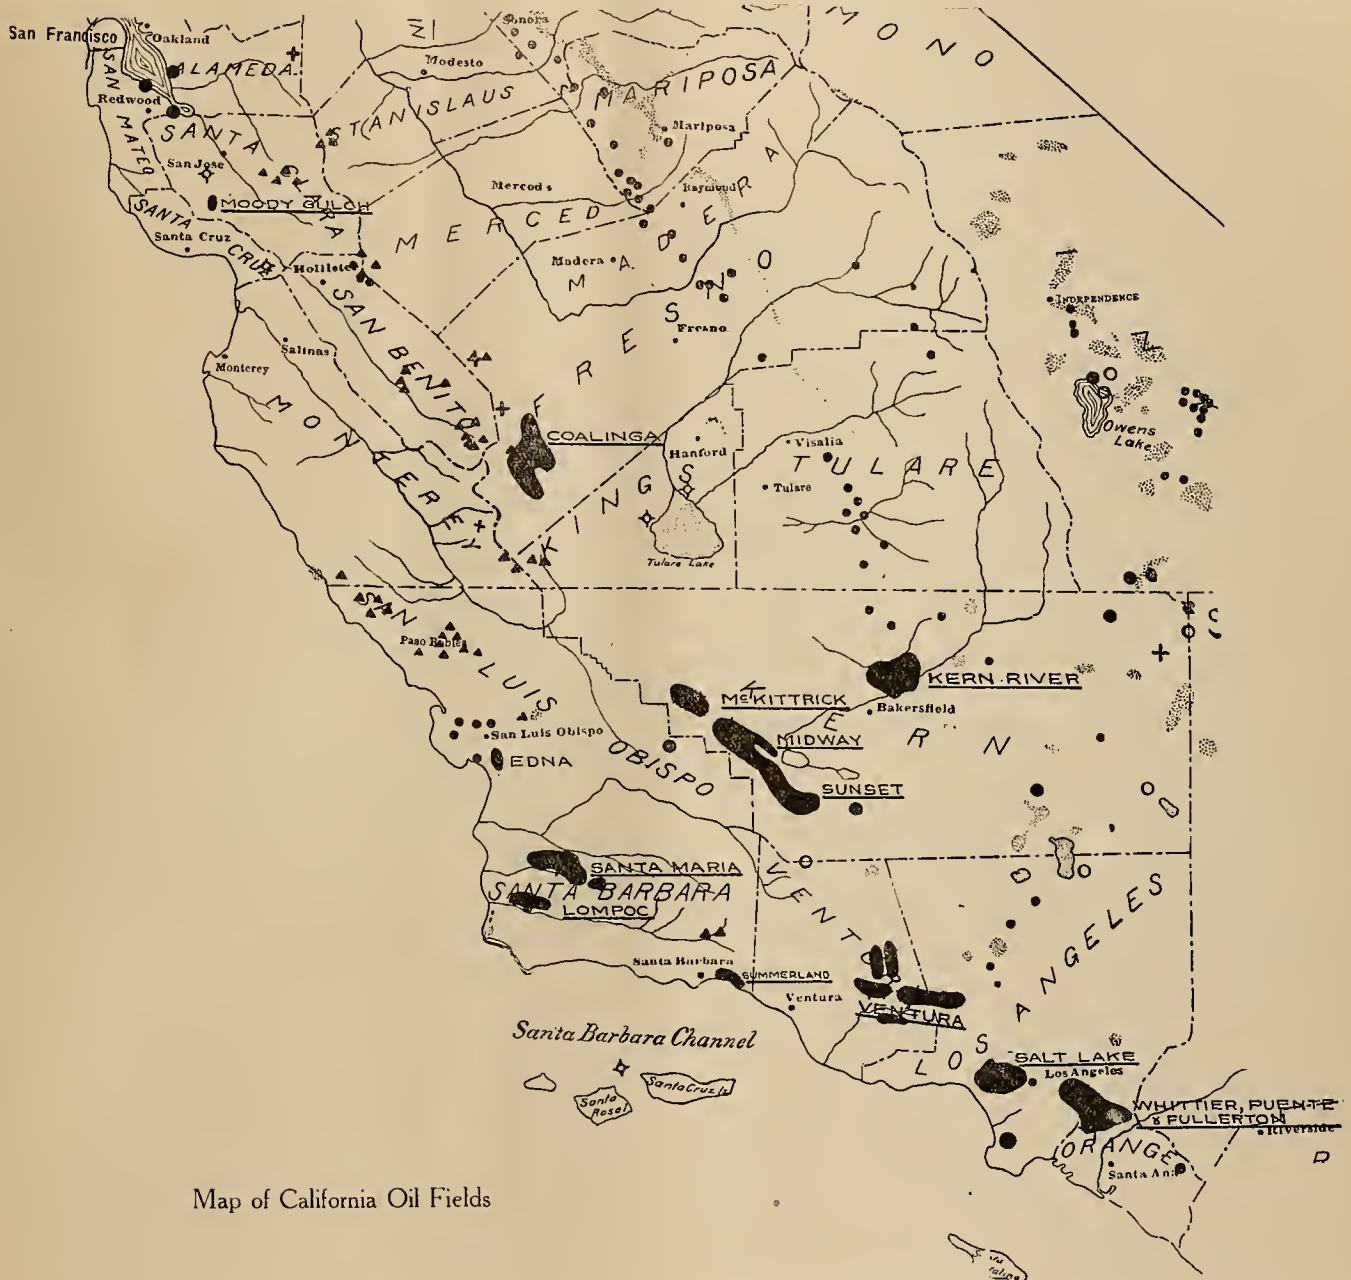 MONO
Sonora
San Francisco
Oakland
Modesto
ALAMEDA
MARIPOSA
STANISLAUS
Redwood
SAN MATEO
SANTA CLARA
Mariposa
San Jose
Merced
Raymond
MOODY GULCH
SANTA CRUZ
MERCED
MADERA
Santa Cruz
Madera
Hollister
INDEPENDENCE
SAN BENITO
FRESNO
Fresno
Salinas
Monterey
MONTEREY
COALINGA
Hanford
Visalia
Owens
Lake
TULARE
Tulare
KINGS
Tulare Lake
SAN LUIS OBISPO
Paso Robles
KERN RIVER
McKITTRICK
Bakersfield
KERN
San Luis Obispo
MIDWAY
EDNA
SUNSET
SANTA MARIA
SANTA BARBARA
LOMPOC
VENTURA
LOS ANGELES
Santa Barbara
SUMMERLAND
Ventura
VENTURA
Santa Barbara Channel
SALT LAKE
Los Angeles
Santa Cruz Is
Santa
Rosa I
WHITTIER, PUENTE
& FULLERTON
Riverside
ORANGE
Santa Ana
Map of California Oil Fields